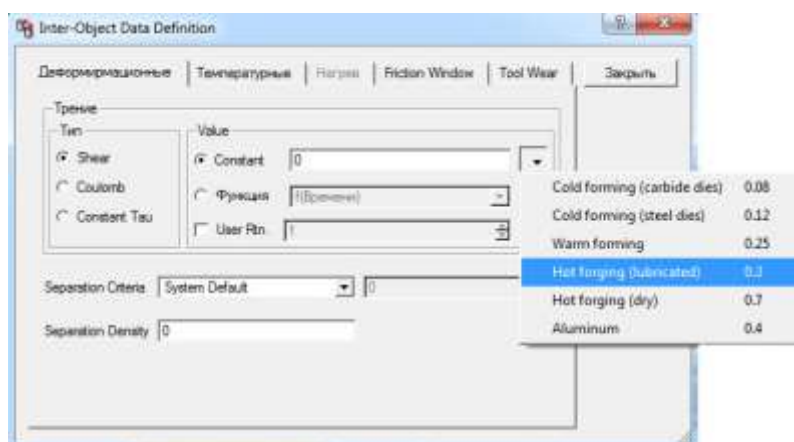 Inter-Object Data Definition
Деформационные Температурные Нагрев Friction Window Tool Wear Закрыть
Трение
Тип Value
Shear Constant 0
Coulomb Функция f(Времени)
Constant Tau User Rtn. 1
Cold forming (carbide dies) 0.08
Cold forming (steel dies) 0.12
Warm forming 0.25
Hot forging (lubricated) 0.3
Hot forging (dry) 0.7
Aluminum 0.4
Separation Criteria System Default 0
Separation Density 0